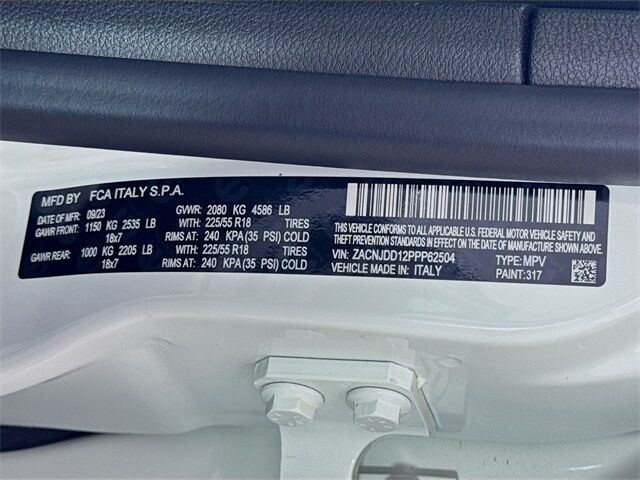 MFD BY FCA ITALY S.P.A.
DATE OF MFR: 09/23 GVWR: 2080 KG 4586 LB
GAWR FRONT: 1150 KG 2535 LB 225/55 R18 TIRES
18x7 RIMS AT: 240 KPA (35 PSI) COLD
GAWR REAR: 1000 KG 2205 LB 225/55 R18 TIRES
18x7 RIMS AT: 240 KPA (35 PSI) COLD
THIS VEHICLE CONFORMS TO ALL APPLICABLE U.S. FEDERAL MOTOR VEHICLE SAFETY
BUMPER, AND THEFT PREVENTION STANDARDS IN EFFECT ON THE DATE OF MANUFACTURE.
VIN: ZACNJDD12PPP62504 TYPE: MPV
VEHICLE MADE IN: ITALY PAINT: 317